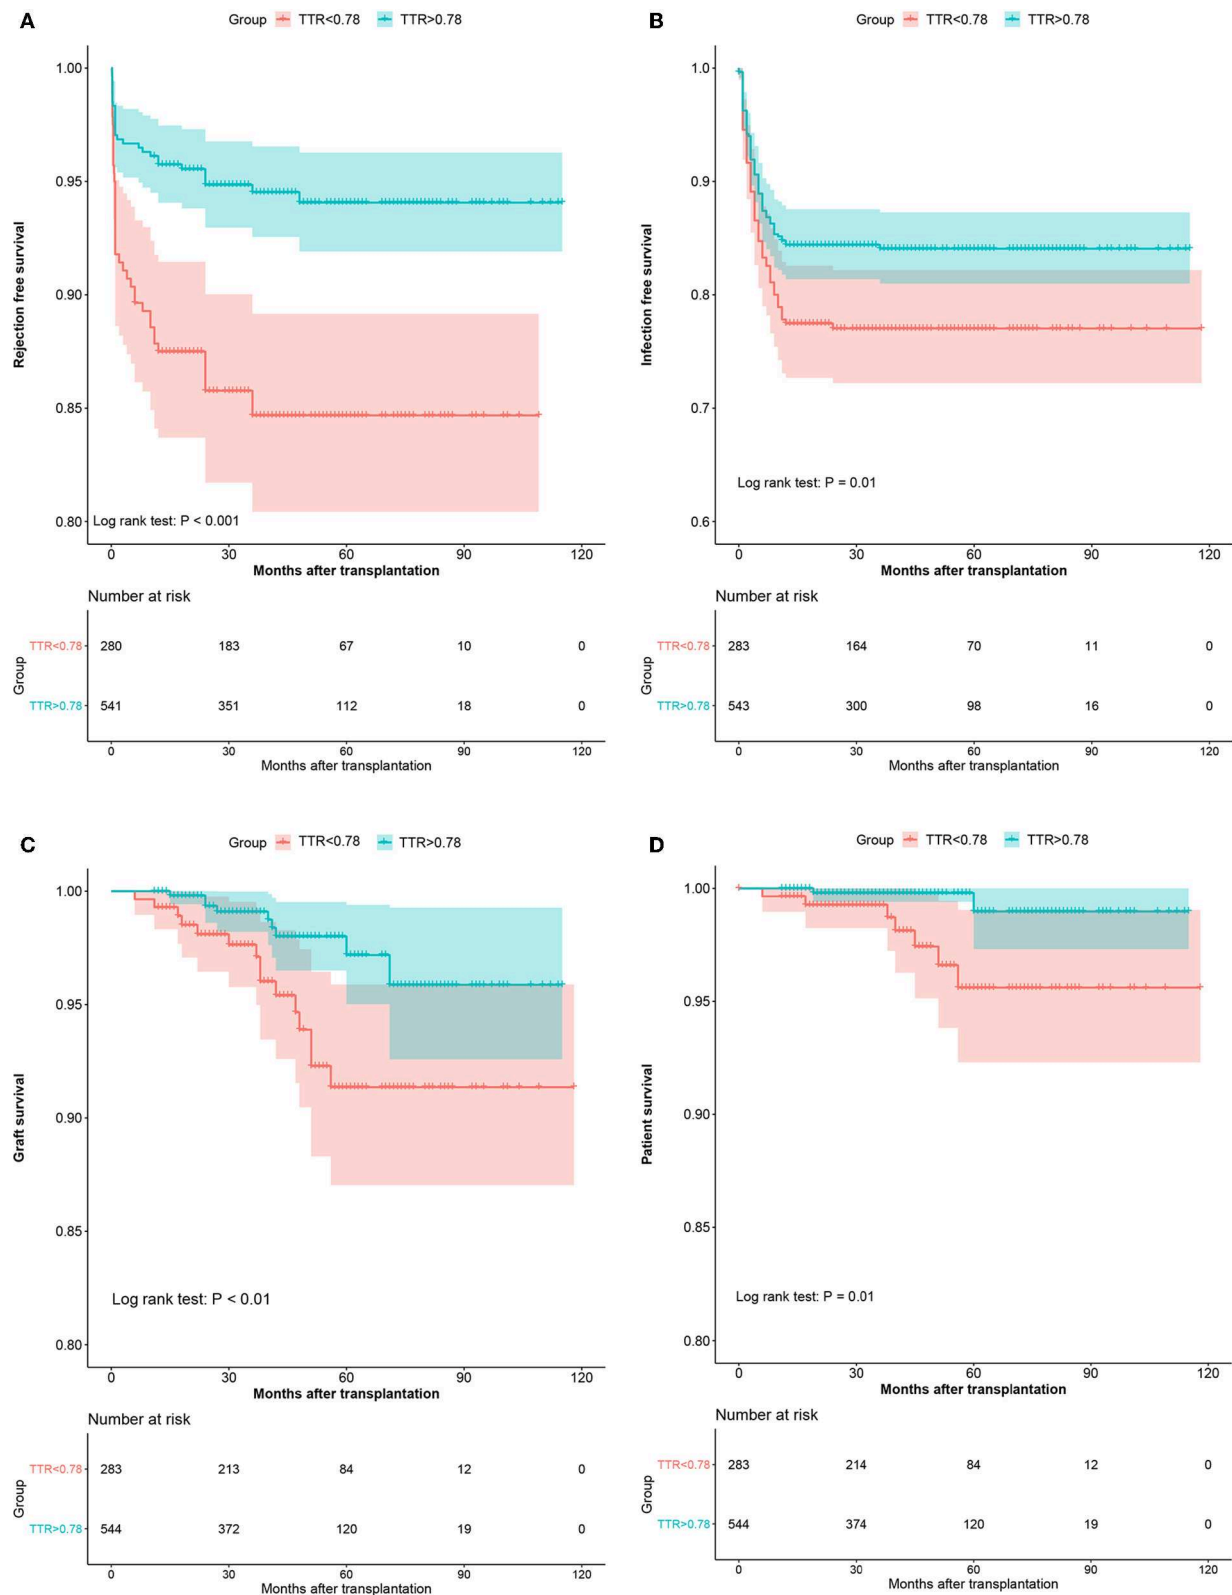 A
Group TTR<0.78 TTR>0.78
1.00
0.95
0.90
0.85
0.80
Rejection free survival
Log rank test: P < 0.001
0 30 60 90 120
Months after transplantation
Number at risk
Group
TTR<0.78 280 183 67 10 0
TTR>0.78 541 351 112 18 0
0 30 60 90 120
Months after transplantation
B
Group TTR<0.78 TTR>0.78
1.0
0.9
0.8
0.7
0.6
Infection free survival
Log rank test: P = 0.01
0 30 60 90 120
Months after transplantation
Number at risk
Group
TTR<0.78 283 164 70 11 0
TTR>0.78 543 300 98 16 0
0 30 60 90 120
Months after transplantation
C
Group TTR<0.78 TTR>0.78
1.00
0.95
0.90
0.85
0.80
Graft survival
Log rank test: P < 0.01
0 30 60 90 120
Months after transplantation
Number at risk
Group
TTR<0.78 283 213 84 12 0
TTR>0.78 544 372 120 19 0
0 30 60 90 120
Months after transplantation
D
Group TTR<0.78 TTR>0.78
1.00
0.95
0.90
0.85
0.80
Patient survival
Log rank test: P = 0.01
0 30 60 90 120
Months after transplantation
Number at risk
Group
TTR<0.78 283 214 84 12 0
TTR>0.78 544 374 120 19 0
0 30 60 90 120
Months after transplantation